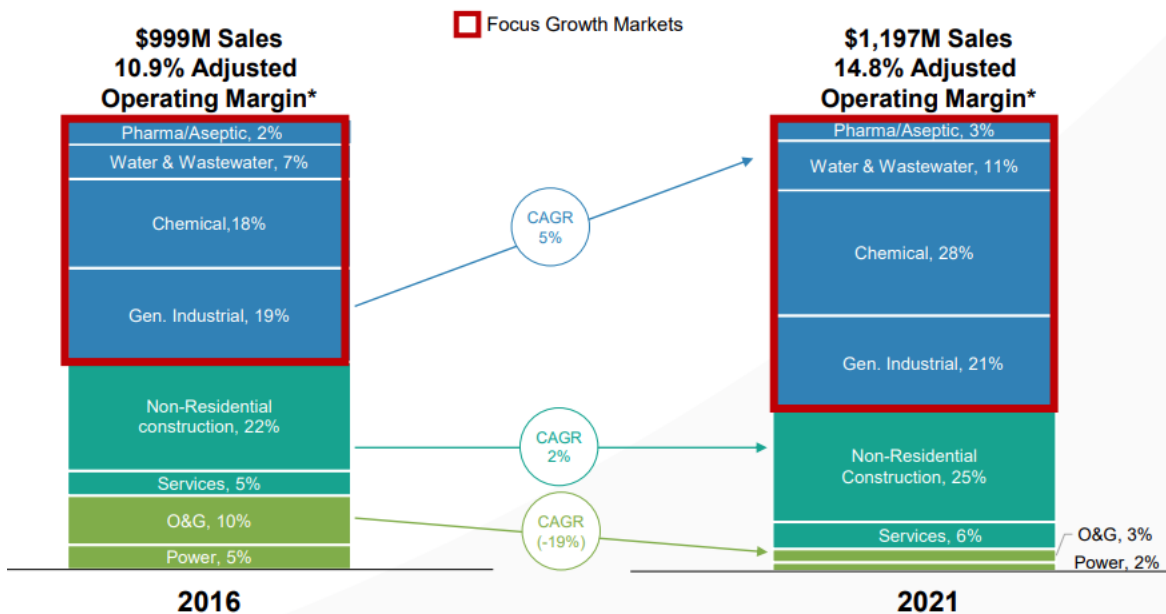 Focus Growth Markets
$999M Sales
10.9% Adjusted
Operating Margin*
Pharma/Aseptic, 2%
Water & Wastewater, 7%
Chemical,18%
Gen. Industrial, 19%
Non-Residential
construction, 22%
Services, 5%
O&G, 10%
Power, 5%
2016
CAGR
5%
CAGR
2%
CAGR
(-19%)
$1,197M Sales
14.8% Adjusted
Operating Margin*
Pharma/Aseptic, 3%
Water & Wastewater, 11%
Chemical, 28%
Gen. Industrial, 21%
Non-Residential
Construction, 25%
Services, 6%
O&G, 3%
Power, 2%
2021